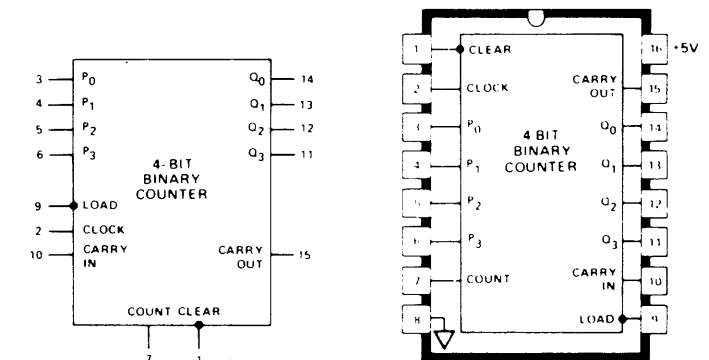 3 P0 Q0 14
4 P1 Q1 13
5 P2 Q2 12
6 P3 Q3 11
4-BIT
BINARY
COUNTER
9 LOAD
2 CLOCK
10 CARRY
IN
CARRY
OUT
15
COUNT CLEAR
7 1
1 CLEAR 16 +5V
2 CLOCK CARRY
OUT 15
3 P0 Q0 14
4 BIT
BINARY
COUNTER
4 P1 Q1 13
5 P2 Q2 12
6 P3 Q3 11
7 COUNT CARRY
IN 10
8 LOAD 9